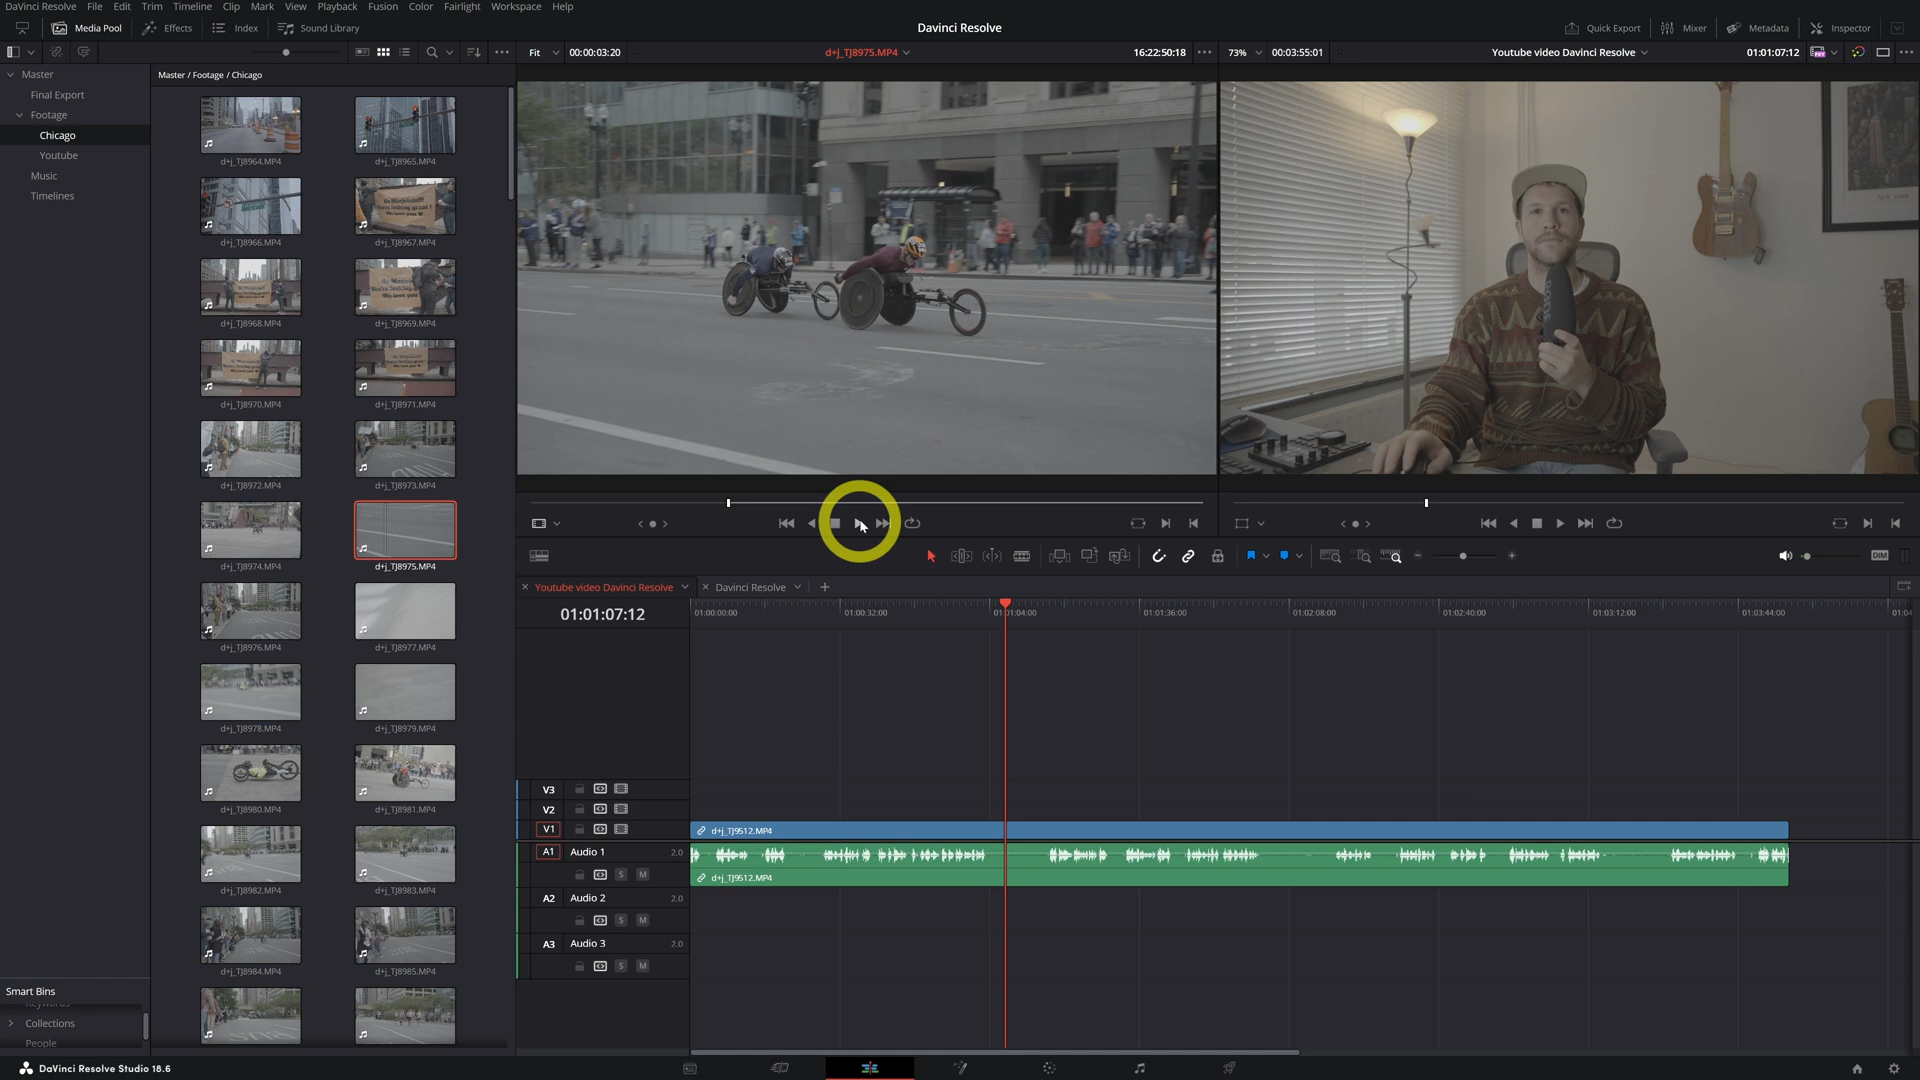 DaVinci Resolve File Edit Trim Timeline Clip Mark View Playback Fusion Color Fairlight Workspace Help
Media Pool Effects Index Sound Library Davinci Resolve Quick Export Mixer Metadata Inspector
Fit 00:00:03:20 d+j_TJ8975.MP4 16:22:50:18 73% 00:03:55:01 Youtube video Davinci Resolve 01:01:07:12
Master
Final Export
Footage
Chicago
Youtube
Music
Timelines
Master / Footage / Chicago
d+j_TJ8964.MP4 d+j_TJ8965.MP4
d+j_TJ8966.MP4 d+j_TJ8967.MP4
d+j_TJ8968.MP4 d+j_TJ8969.MP4
d+j_TJ8970.MP4 d+j_TJ8971.MP4
d+j_TJ8972.MP4 d+j_TJ8973.MP4
d+j_TJ8974.MP4 d+j_TJ8975.MP4
d+j_TJ8976.MP4 d+j_TJ8977.MP4
d+j_TJ8978.MP4 d+j_TJ8979.MP4
d+j_TJ8980.MP4 d+j_TJ8981.MP4
d+j_TJ8982.MP4 d+j_TJ8983.MP4
d+j_TJ8984.MP4 d+j_TJ8985.MP4
Smart Bins
Keywords
Collections
People
DIM
Youtube video Davinci Resolve Davinci Resolve
01:01:07:12
01:00:00:00 01:00:32:00 01:01:04:00 01:01:36:00 01:02:08:00 01:02:40:00 01:03:12:00 01:03:44:00 01:04
V3
V2
V1 d+j_TJ9512.MP4
A1 Audio 1 2.0
S M d+j_TJ9512.MP4
A2 Audio 2 2.0
S M
A3 Audio 3 2.0
S M
DaVinci Resolve Studio 18.6